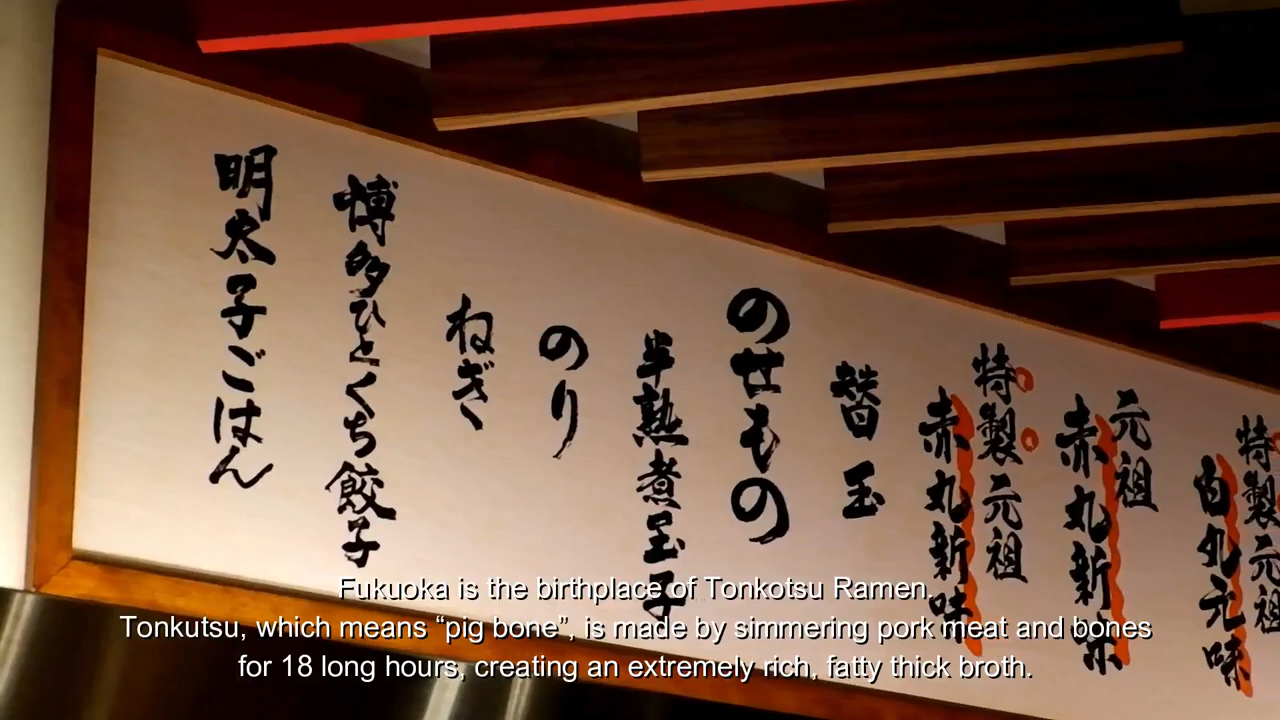 特製元祖
白丸元味
元祖
赤丸新味
特製元祖
赤丸新味
替玉
のせもの
半熟煮玉子
のり
ねぎ
博多ひとくち餃子
明太子ごはん
Fukuoka is the birthplace of Tonkotsu Ramen.
Tonkutsu, which means “pig bone”, is made by simmering pork meat and bones
for 18 long hours, creating an extremely rich, fatty thick broth.